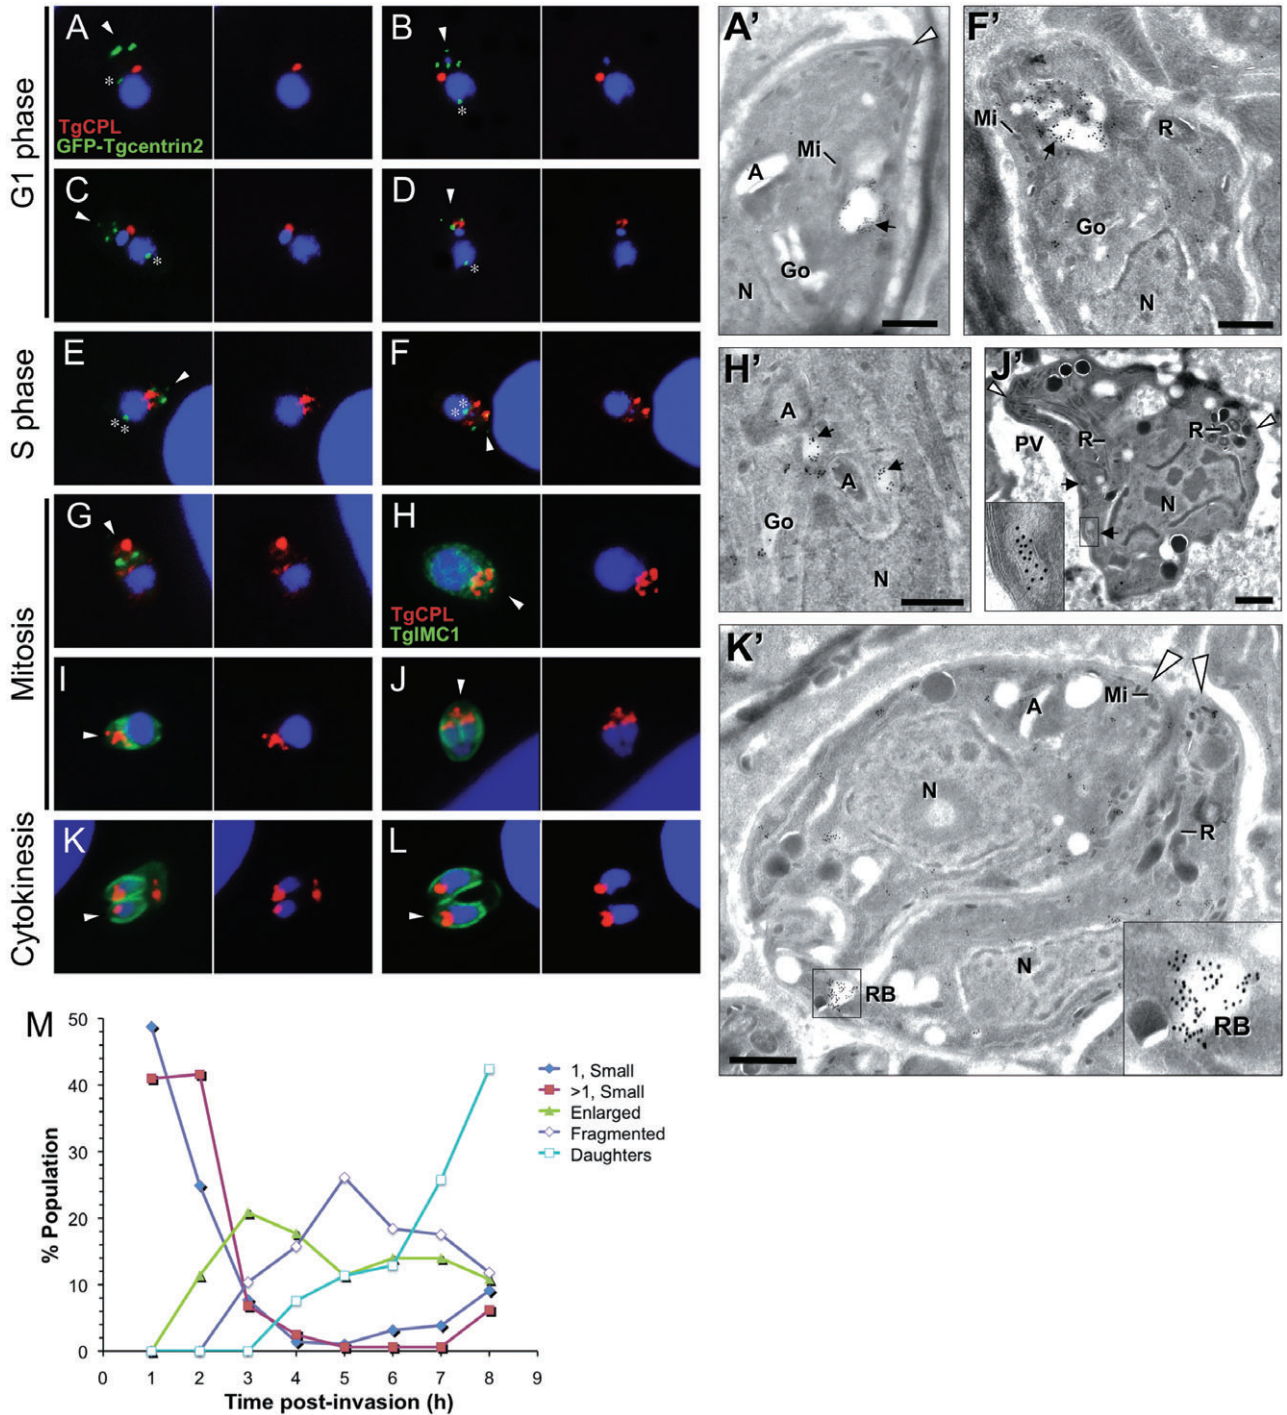 G1 phase
S phase
Mitosis
Cytokinesis
A
*
TgCPL
GFP-Tgcentrin2
B
*
C
*
D
*
E
**
F
**
G
H
TgCPL
TgIMC1
I
J
K
L
A'
A
Mi
Go
N
F'
Mi
R
Go
N
H'
A
A
Go
N
J'
PV
R
R
N
K'
Mi
A
N
R
N
RB
RB
M
% Population
50
40
30
20
10
0
0 1 2 3 4 5 6 7 8 9
Time post-invasion (h)
1, Small
>1, Small
Enlarged
Fragmented
Daughters